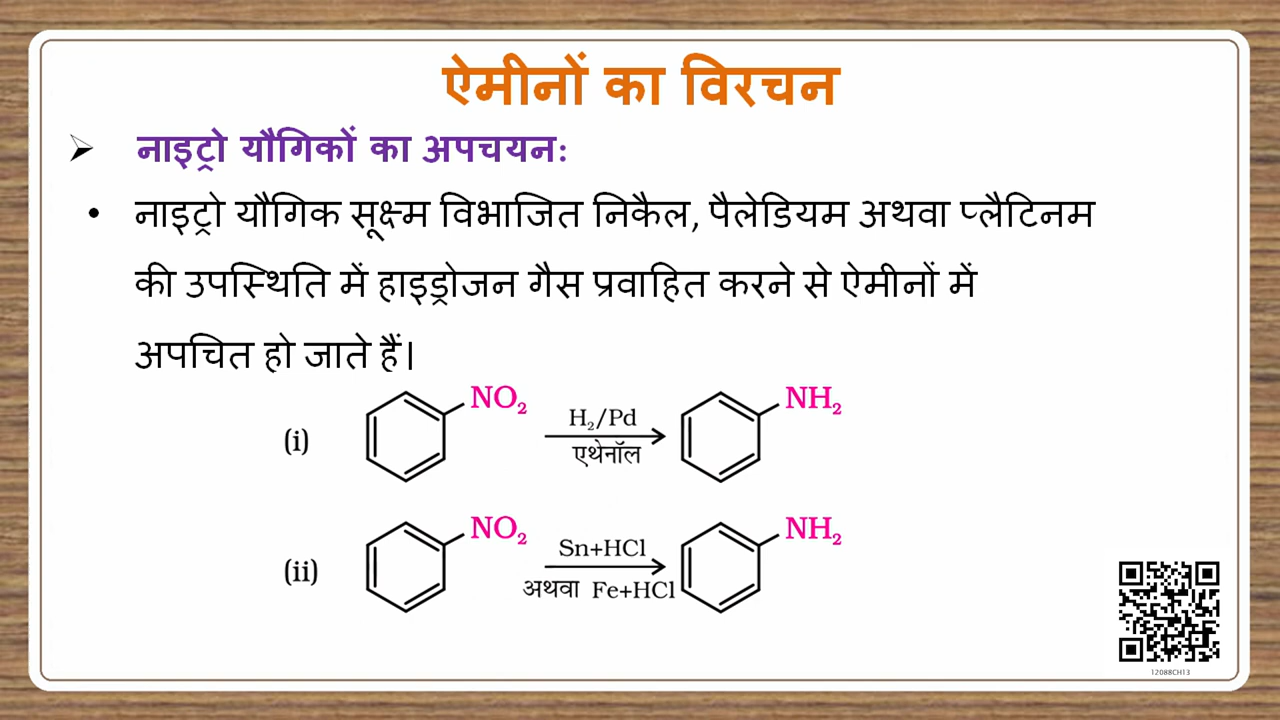 ऐमीनों का विरचन
➢ नाइट्रो यौगिकों का अपचयन:
• नाइट्रो यौगिक सूक्ष्म विभाजित निकैल, पैलेडियम अथवा प्लैटिनम
की उपस्थिति में हाइड्रोजन गैस प्रवाहित करने से ऐमीनों में
अपचित हो जाते हैं।
NO₂ NH₂
(i) H₂/Pd
एथेनॉल
NO₂ NH₂
(ii) Sn+HCl
अथवा Fe+HCl
12088CH13